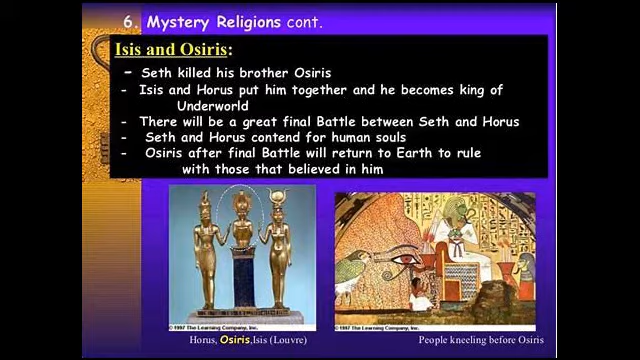 6. Mystery Religions cont.
Isis and Osiris:
- Seth killed his brother Osiris
- Isis and Horus put him together and he becomes king of
Underworld
- There will be a great final Battle between Seth and Horus
- Seth and Horus contend for human souls
- Osiris after final Battle will return to Earth to rule
with those that believed in him
© 1997 The Learning Company, Inc.
© 1997 The Learning Company, Inc.
Horus, Osiris,Isis (Louvre)
People kneeling before Osiris